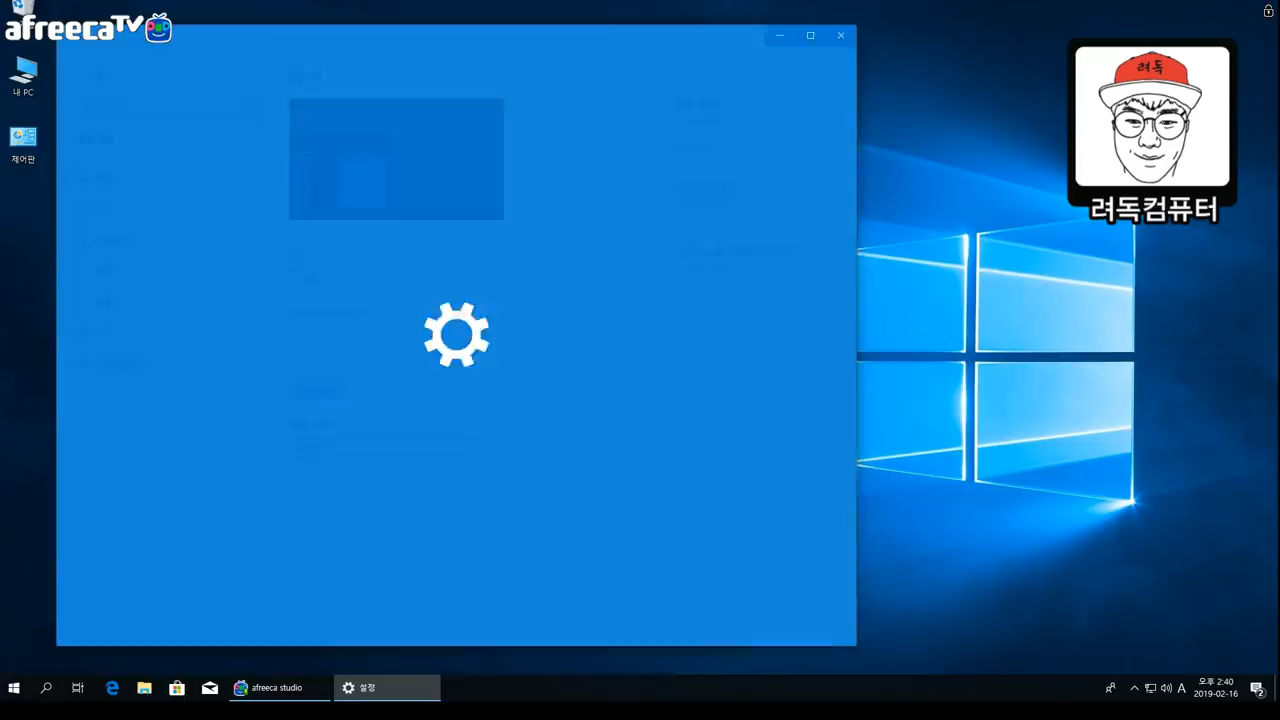 afreecaTV
내 PC
제어판
려독
려독컴퓨터
afreeca studio
설정
A
오후 2:40
2019-02-16
2